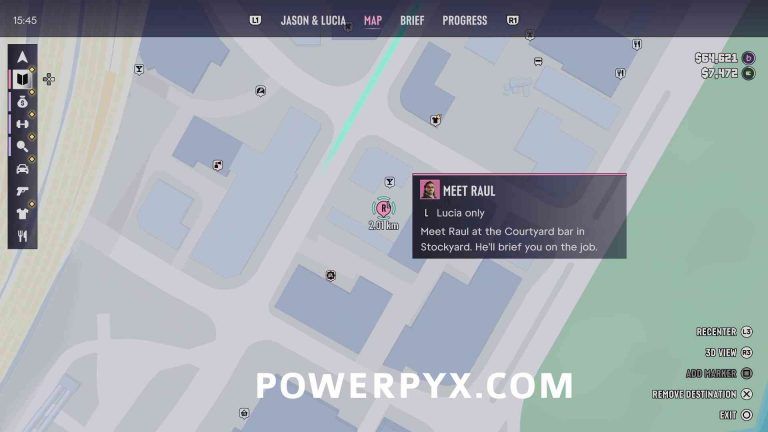 15:45
L1
JASON & LUCIA
MAP
BRIEF
PROGRESS
R1
$64,621
$7,472
R
2.01 km
MEET RAUL
Lucia only
Meet Raul at the Courtyard bar in
Stockyard. He'll brief you on the job.
RECENTER L3
3D VIEW R3
ADD MARKER
REMOVE DESTINATION
EXIT
POWERPYX.COM